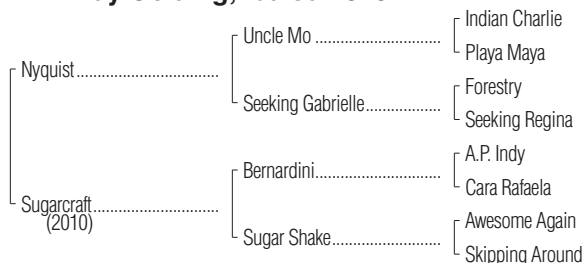 Indian Charlie
Uncle Mo
Playa Maya
Nyquist
Forestry
Seeking Gabrielle
Seeking Regina
A.P. Indy
Bernardini
Cara Rafaela
Sugarcraft
(2010)
Awesome Again
Sugar Shake
Skipping Around